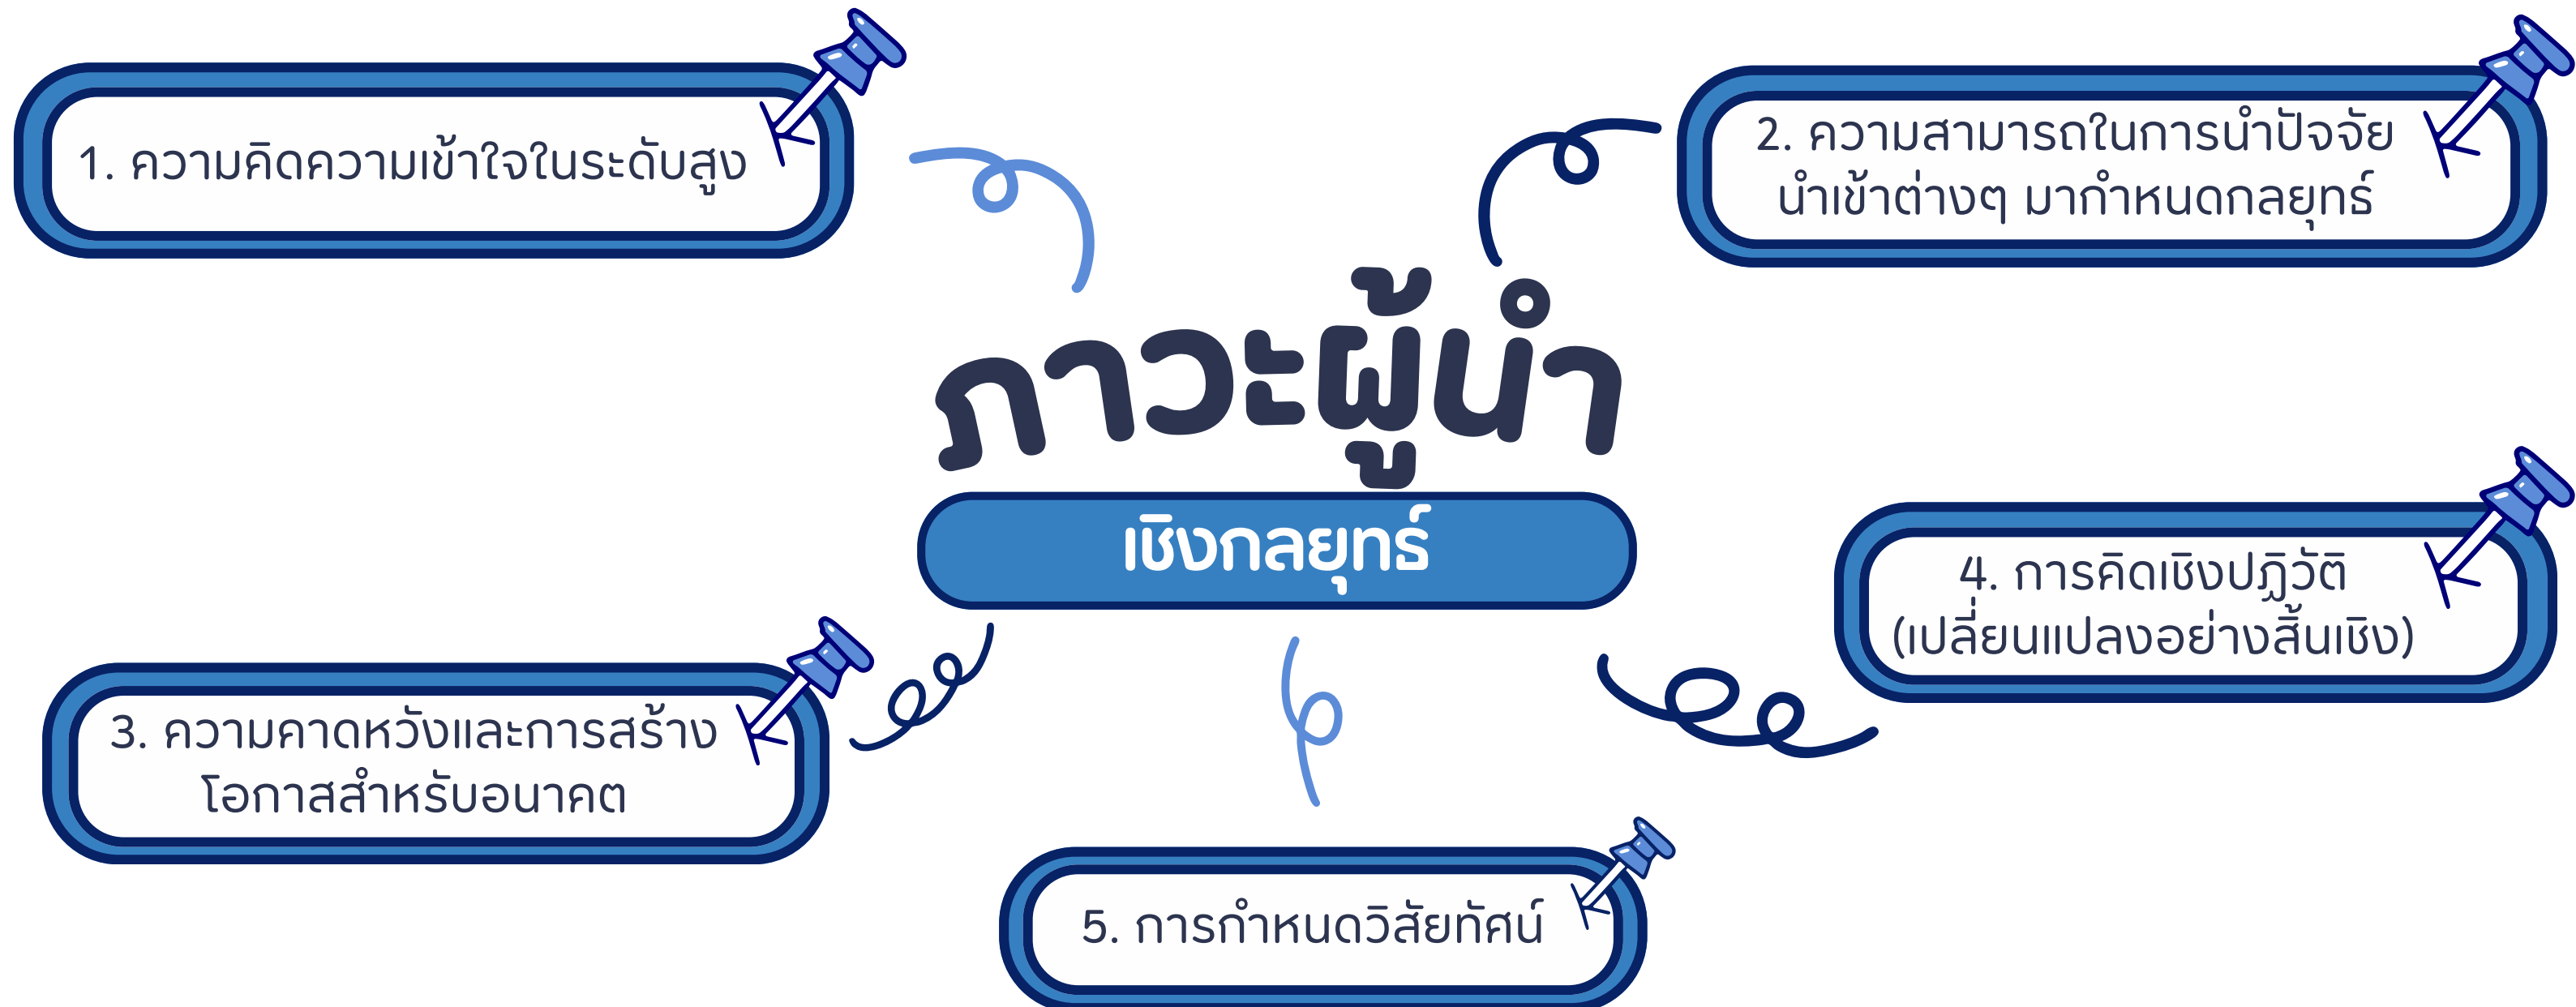 1. ความคิดความเข้าใจในระดับสูง
2. ความสามารถในการนำปัจจัย
นำเข้าต่างๆ มากำหนดกลยุทธ์
ภาวะผู้นำ
เชิงกลยุทธ์
3. ความคาดหวังและการสร้าง
โอกาสสำหรับอนาคต
4. การคิดเชิงปฏิวัติ
(เปลี่ยนแปลงอย่างสิ้นเชิง)
5. การกำหนดวิสัยทัศน์